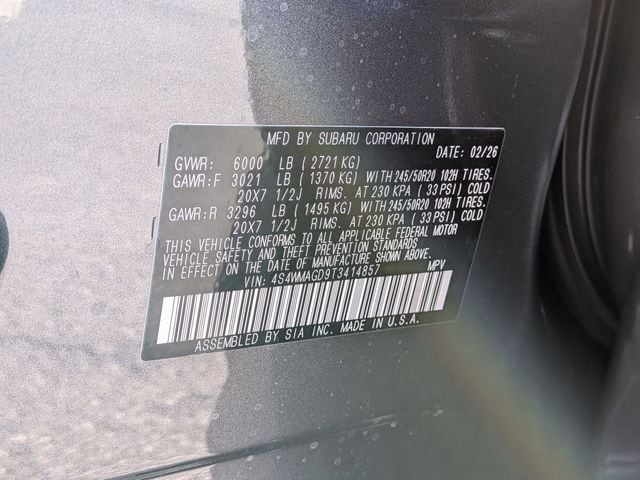 MFD BY SUBARU CORPORATION
DATE: 02/26
GVWR: 6000 LB ( 2721 KG)
GAWR:F 3021 LB ( 1370 KG) WITH 245/50R20 102H TIRES.
20X7 1/2J RIMS. AT 230 KPA ( 33 PSI) COLD
GAWR:R 3296 LB ( 1495 KG) WITH 245/50R20 102H TIRES.
20X7 1/2J RIMS. AT 230 KPA ( 33 PSI) COLD
THIS VEHICLE CONFORMS TO ALL APPLICABLE FEDERAL MOTOR
VEHICLE SAFETY AND THEFT PREVENTION STANDARDS
IN EFFECT ON THE DATE OF MANUFACTURE SHOWN ABOVE.
VIN: 4S4WMAGD9T3414857 MPV
ASSEMBLED BY SIA INC. MADE IN U.S.A.